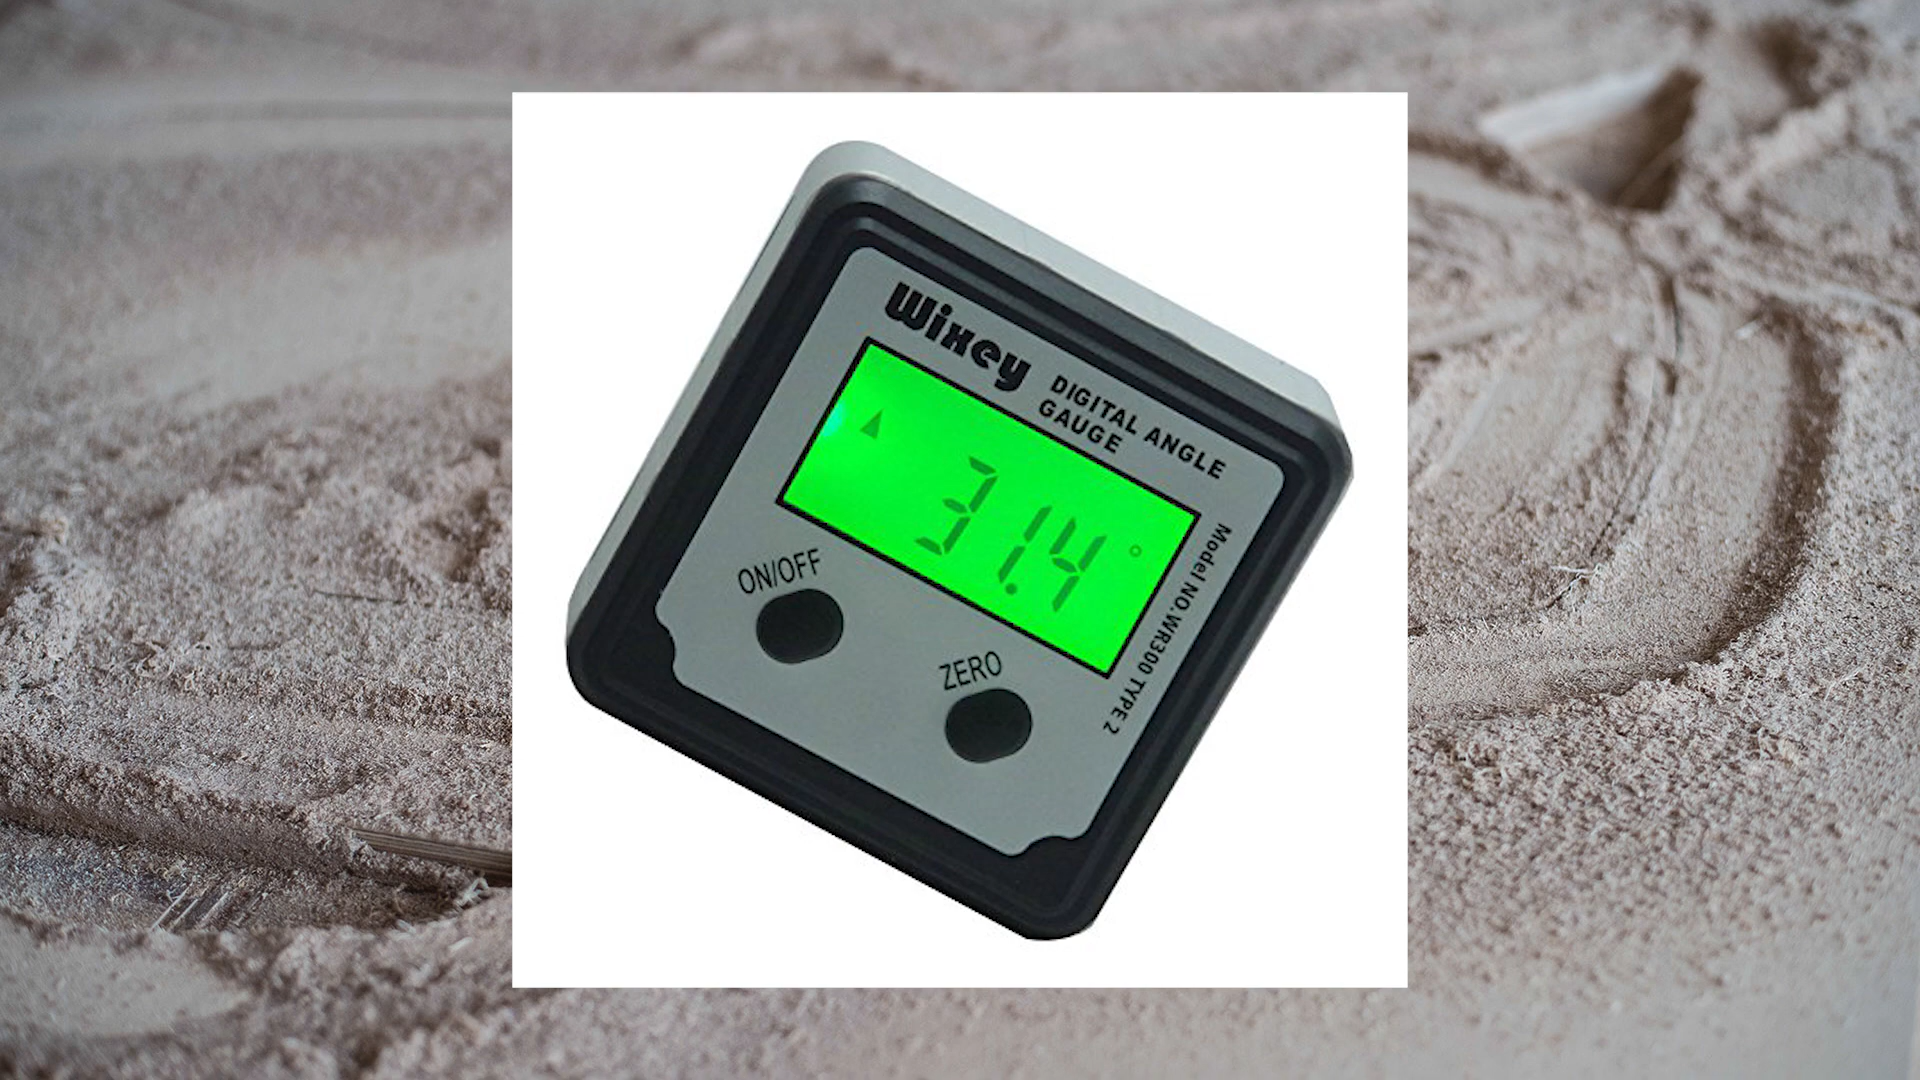 Wixey
DIGITAL ANGLE
GAUGE
31.4°
ON/OFF
ZERO
Model NO.WR300 TYPE 2